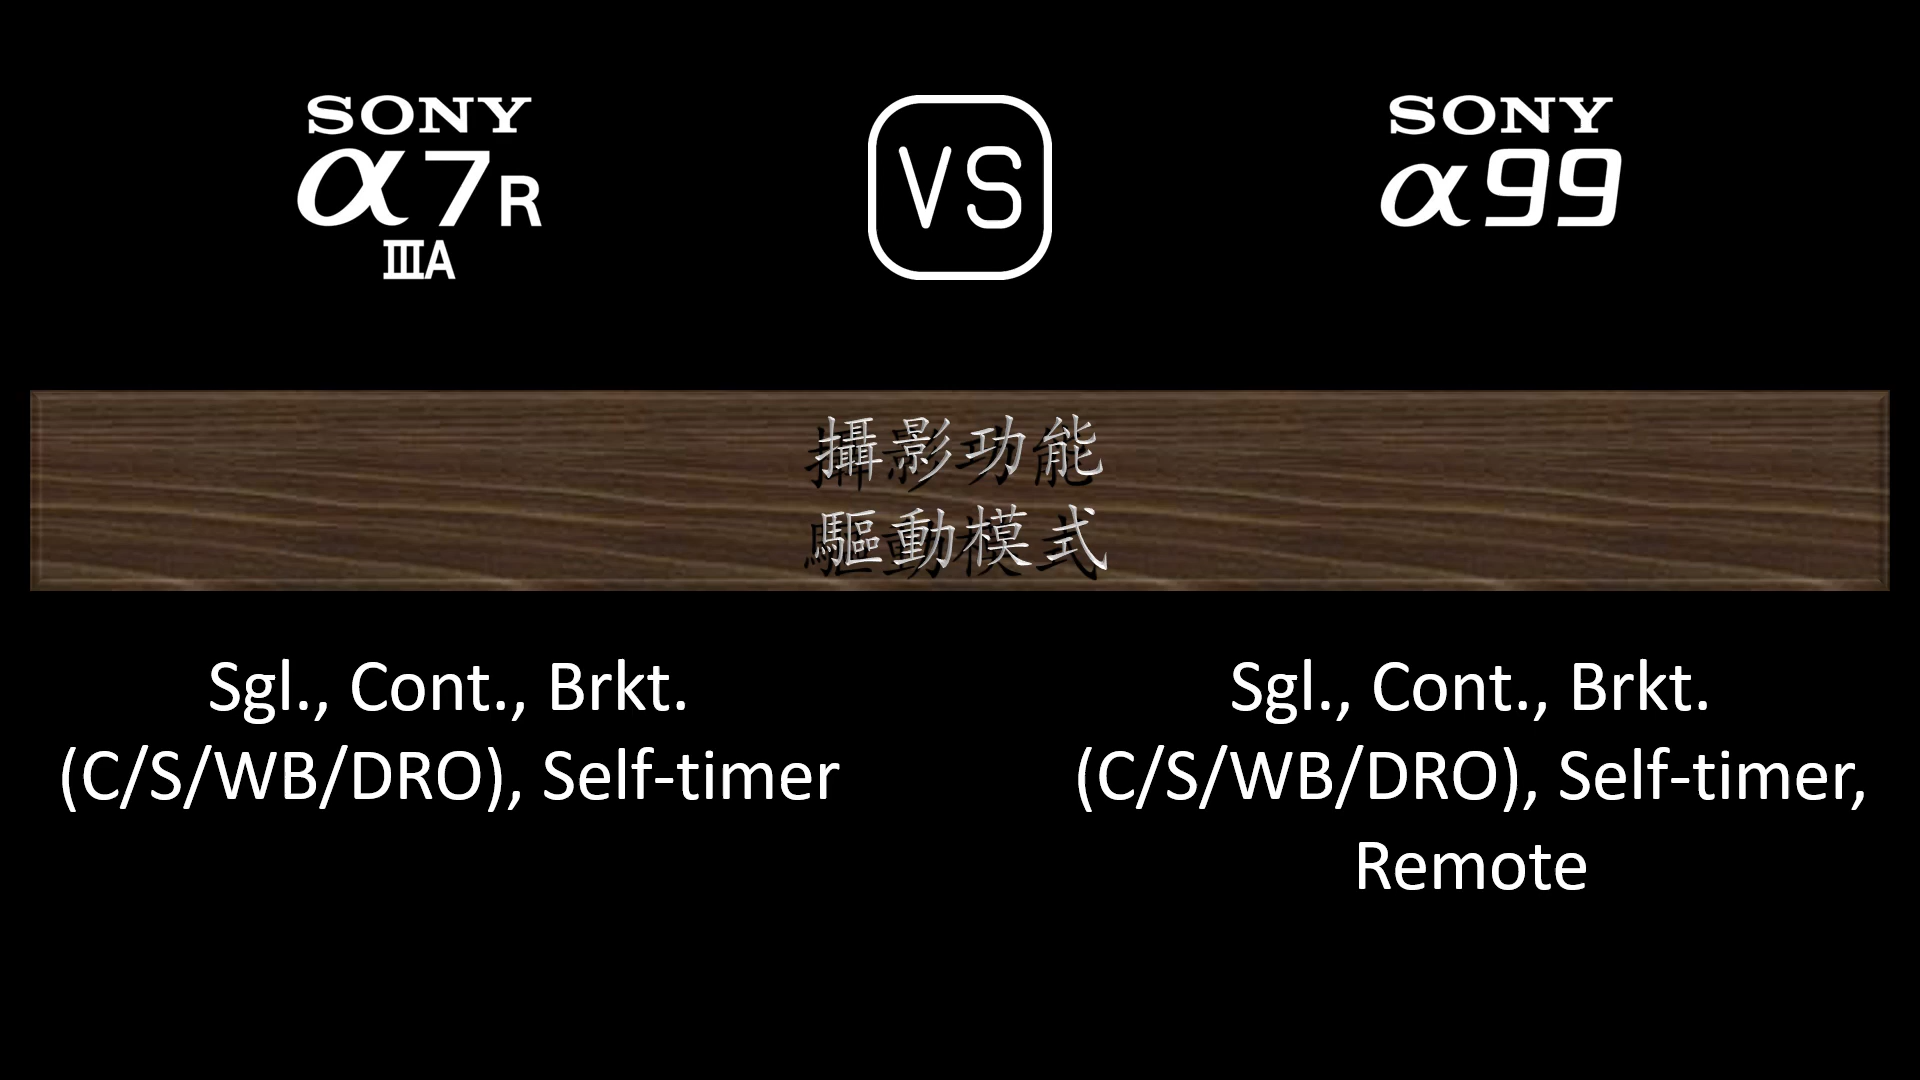 SONY
α7R
IIIA
VS
SONY
α99
攝影功能
驅動模式
Sgl., Cont., Brkt.
(C/S/WB/DRO), Self-timer
Sgl., Cont., Brkt.
(C/S/WB/DRO), Self-timer,
Remote